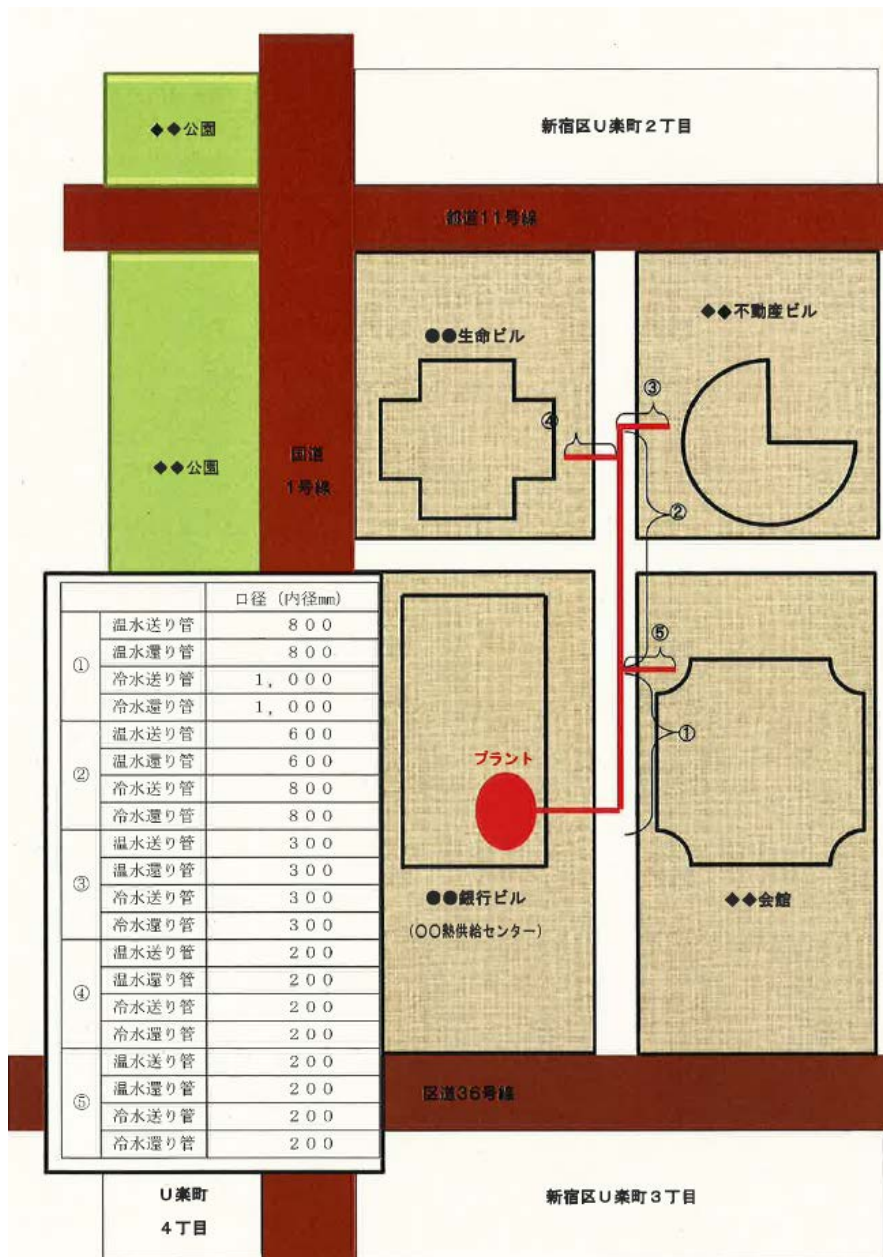 ◆◆公園
新宿区U楽町2丁目
都道11号線
●●生命ビル
◆◆不動産ビル
③
④
◆◆公園
国道
1号線
②
⑤
①
プラント
●●銀行ビル
(〇〇熱供給センター)
◆◆会館
口径 (内径mm)
① 温水送り管 800
温水還り管 800
冷水送り管 1,000
冷水還り管 1,000
② 温水送り管 600
温水還り管 600
冷水送り管 800
冷水還り管 800
③ 温水送り管 300
温水還り管 300
冷水送り管 300
冷水還り管 300
④ 温水送り管 200
温水還り管 200
冷水送り管 200
冷水還り管 200
⑤ 温水送り管 200
温水還り管 200
冷水送り管 200
冷水還り管 200
区道36号線
U楽町
4丁目
新宿区U楽町3丁目